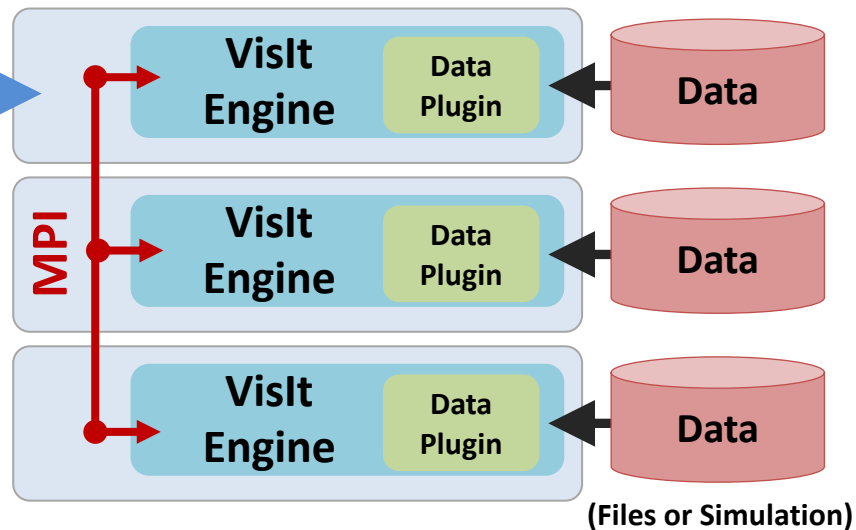 VisIt
Engine
Data
Plugin
Data
MPI
VisIt
Engine
Data
Plugin
Data
VisIt
Engine
Data
Plugin
Data
(Files or Simulation)